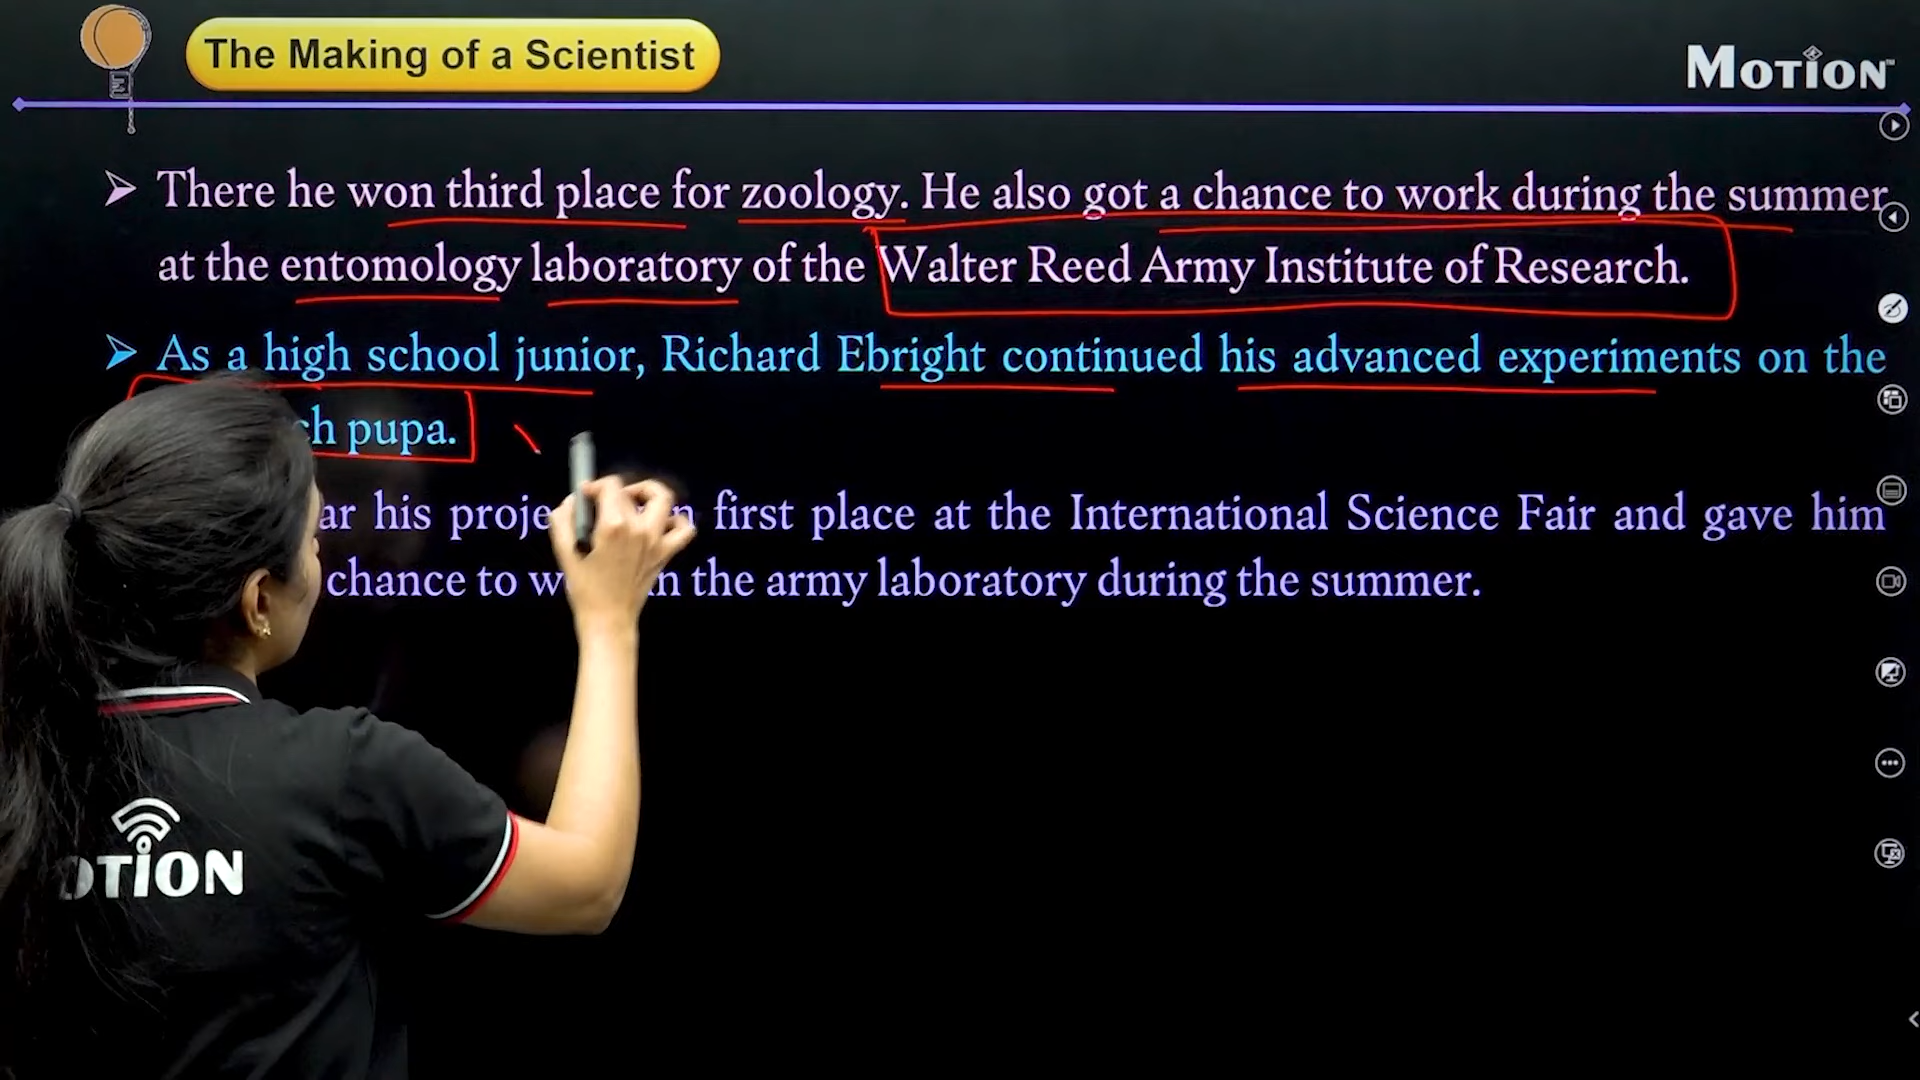 The Making of a Scientist
MOTION
There he won third place for zoology. He also got a chance to work during the summer
at the entomology laboratory of the Walter Reed Army Institute of Research.
As a high school junior, Richard Ebright continued his advanced experiments on the
pupa.
his first place at the International Science Fair and gave him
chance to the army laboratory during the summer.
OTION